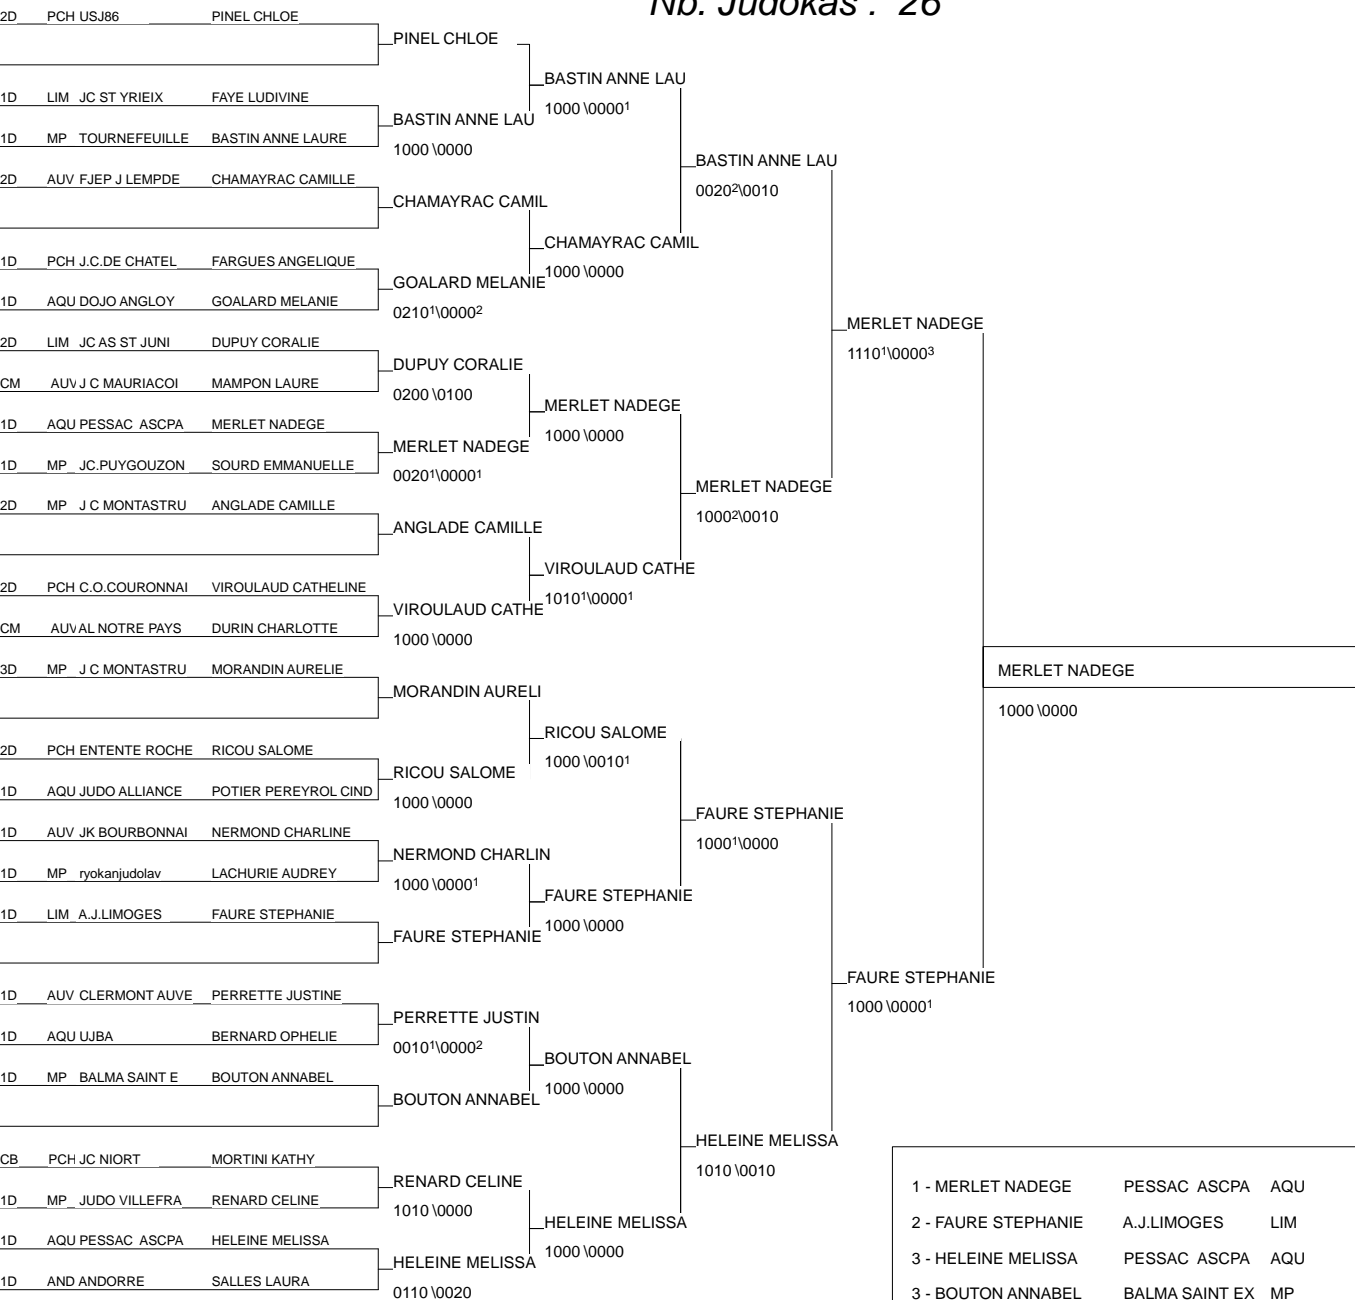 Nb. Judokas : 26
2D PCH USJ86 PINEL CHLOE
PINEL CHLOE
BASTIN ANNE LAU
1000 \0000¹
1D LIM JC ST YRIEIX FAYE LUDIVINE
BASTIN ANNE LAU
1000 \0000
1D MP TOURNEFEUILLE BASTIN ANNE LAURE
BASTIN ANNE LAU
0020²\0010
2D AUV FJEP J LEMPDE CHAMAYRAC CAMILLE
CHAMAYRAC CAMIL
CHAMAYRAC CAMIL
1000 \0000
1D PCH J.C.DE CHATEL FARGUES ANGELIQUE
GOALARD MELANIE
0210¹\0000²
1D AQU DOJO ANGLOY GOALARD MELANIE
MERLET NADEGE
1110¹\0000³
2D LIM JC AS ST JUNI DUPUY CORALIE
DUPUY CORALIE
0200 \0100
CM AUV J C MAURIACOI MAMPON LAURE
MERLET NADEGE
1000 \0000
1D AQU PESSAC ASCPA MERLET NADEGE
MERLET NADEGE
0020¹\0000¹
1D MP JC.PUYGOUZON SOURD EMMANUELLE
MERLET NADEGE
1000²\0010
2D MP J C MONTASTRU ANGLADE CAMILLE
ANGLADE CAMILLE
VIROULAUD CATHE
1010¹\0000¹
2D PCH C.O.COURONNAI VIROULAUD CATHELINE
VIROULAUD CATHE
1000 \0000
CM AUV AL NOTRE PAYS DURIN CHARLOTTE
3D MP J C MONTASTRU MORANDIN AURELIE
MERLET NADEGE
1000 \0000
MORANDIN AURELI
RICOU SALOME
1000 \0010¹
2D PCH ENTENTE ROCHE RICOU SALOME
RICOU SALOME
1000 \0000
1D AQU JUDO ALLIANCE POTIER PEREYROL CIND
FAURE STEPHANIE
1000¹\0000
1D AUV JK BOURBONNAI NERMOND CHARLINE
NERMOND CHARLIN
1000 \0000¹
1D MP ryokanjudolav LACHURIE AUDREY
FAURE STEPHANIE
1000 \0000
1D LIM A.J.LIMOGES FAURE STEPHANIE
FAURE STEPHANIE
FAURE STEPHANIE
1000 \0000¹
1D AUV CLERMONT AUVE PERRETTE JUSTINE
PERRETTE JUSTIN
0010¹\0000²
1D AQU UJBA BERNARD OPHELIE
BOUTON ANNABEL
1000 \0000
1D MP BALMA SAINT E BOUTON ANNABEL
BOUTON ANNABEL
HELEINE MELISSA
1010 \0010
CB PCH JC NIORT MORTINI KATHY
RENARD CELINE
1010 \0000
1D MP JUDO VILLEFRA RENARD CELINE
HELEINE MELISSA
1000 \0000
1D AQU PESSAC ASCPA HELEINE MELISSA
HELEINE MELISSA
0110 \0020
1D AND ANDORRE SALLES LAURA
1 - MERLET NADEGE PESSAC ASCPA AQU
2 - FAURE STEPHANIE A.J.LIMOGES LIM
3 - HELEINE MELISSA PESSAC ASCPA AQU
3 - BOUTON ANNABEL BALMA SAINT EX MP